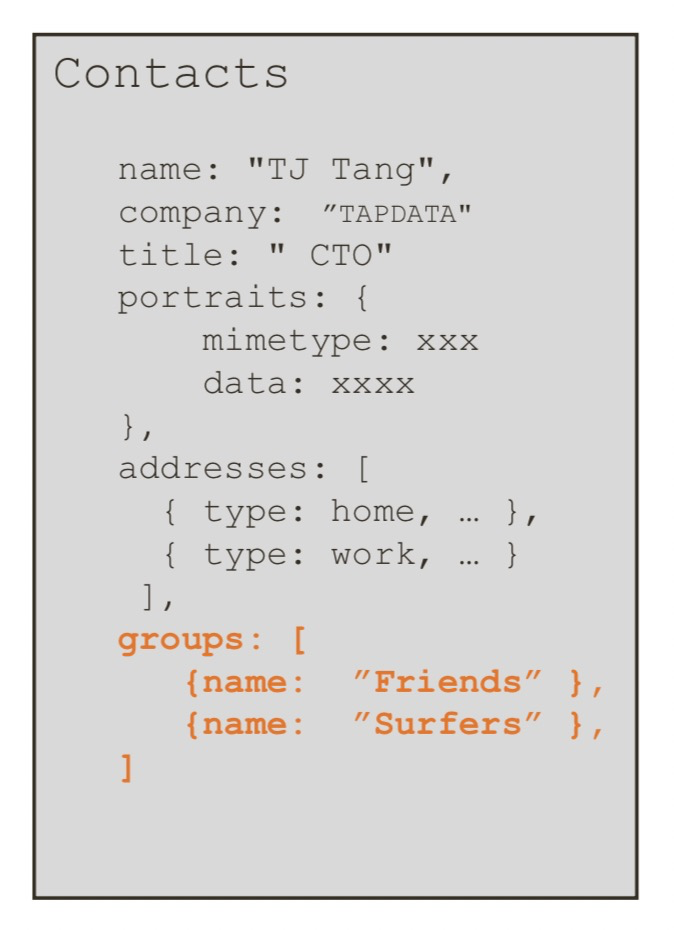 Contacts
name: "TJ Tang",
company: ”TAPDATA"
title: " CTO"
portraits: {
mimetype: xxx
data: xxxx
},
addresses: [
{ type: home, … },
{ type: work, … }
],
groups: [
{name: ”Friends” },
{name: ”Surfers” },
]